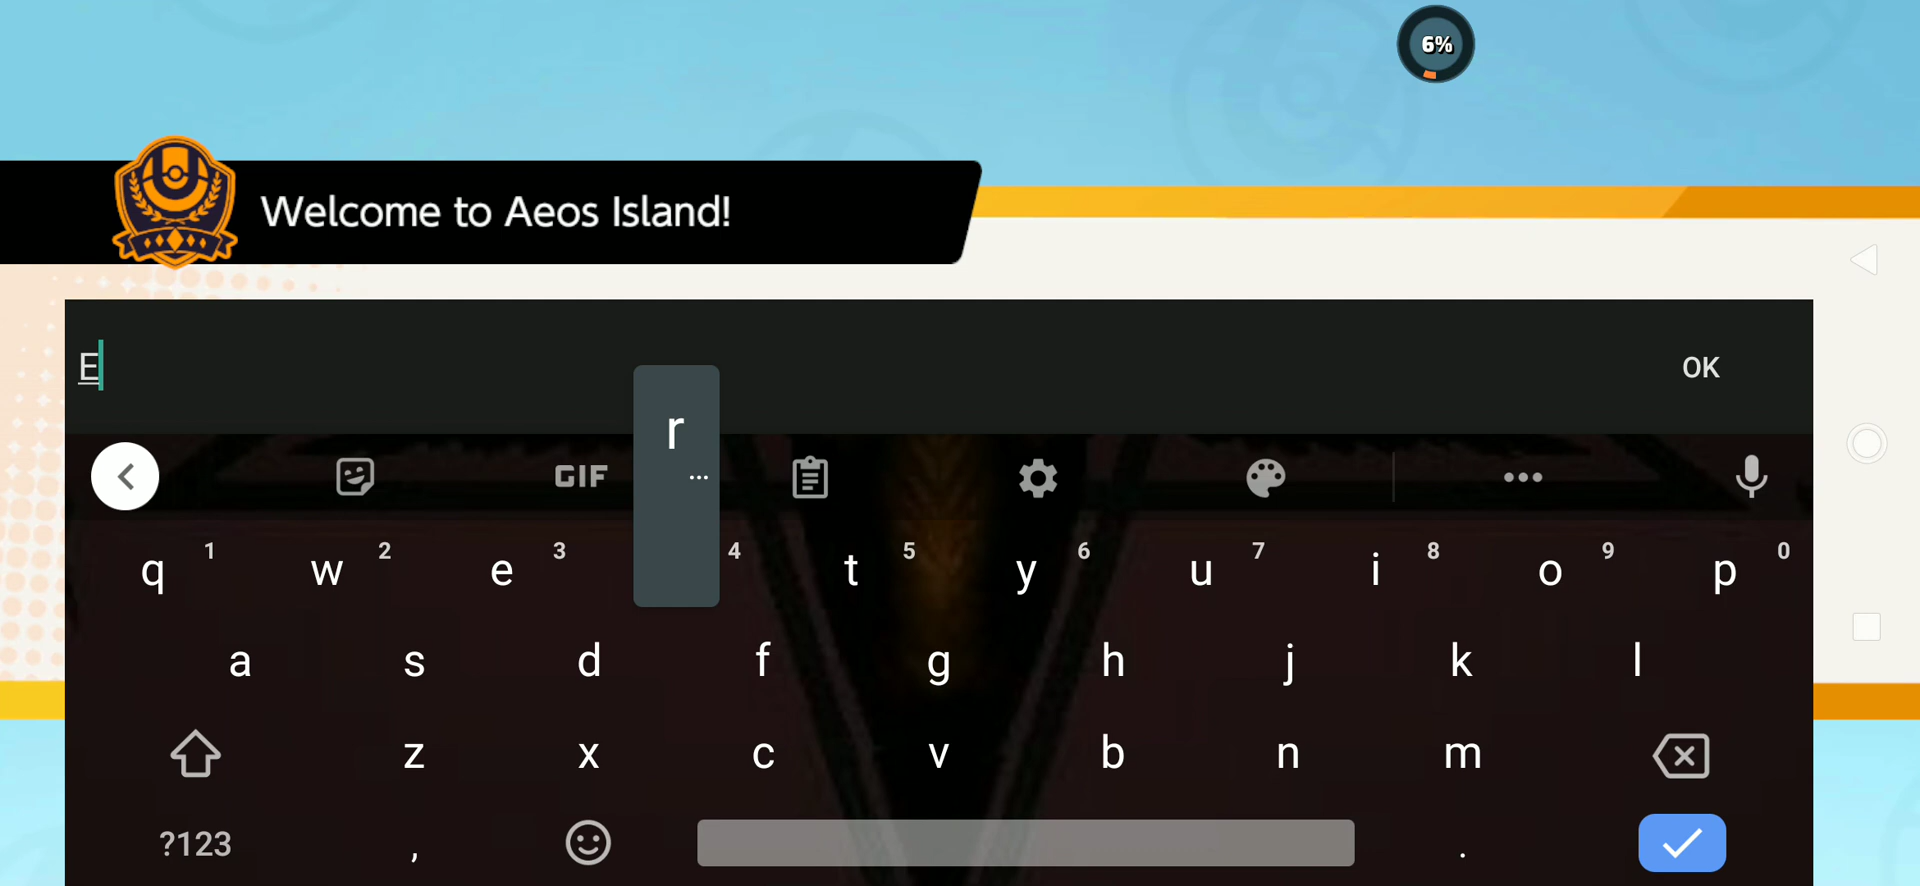 6%
Welcome to Aeos Island!
E
OK
r
...
GIF
q 1 w 2 e 3 4 t 5 y 6 u 7 i 8 o 9 p 0
a s d f g h j k l
z x c v b n m
?123 , .